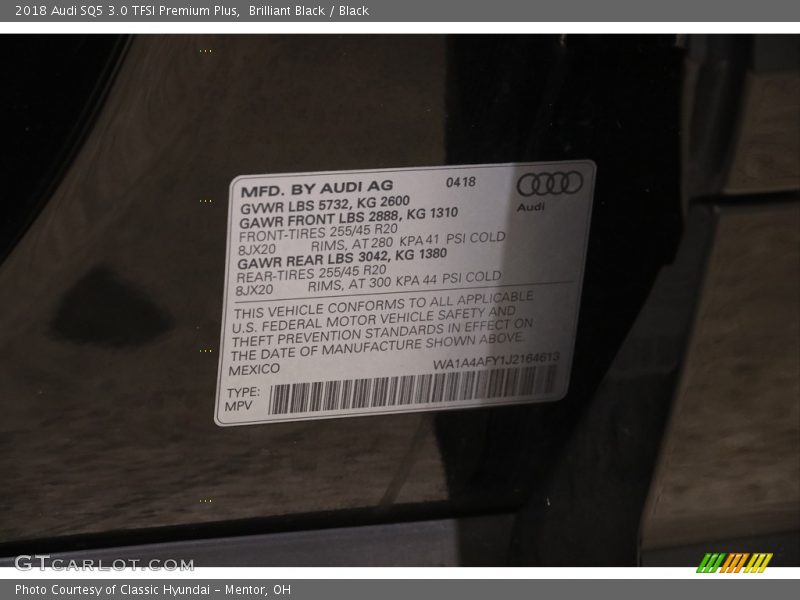 2018 Audi SQ5 3.0 TFSI Premium Plus, Brilliant Black / Black
MFD. BY AUDI AG 0418
GVWR LBS 5732, KG 2600
GAWR FRONT LBS 2888, KG 1310
FRONT-TIRES 255/45 R20
8JX20 RIMS, AT 280 KPA 41 PSI COLD
GAWR REAR LBS 3042, KG 1380
REAR-TIRES 255/45 R20
8JX20 RIMS, AT 300 KPA 44 PSI COLD
Audi
THIS VEHICLE CONFORMS TO ALL APPLICABLE
U.S. FEDERAL MOTOR VEHICLE SAFETY AND
THEFT PREVENTION STANDARDS IN EFFECT ON
THE DATE OF MANUFACTURE SHOWN ABOVE.
MEXICO WA1A4AFY1J2164613
TYPE:
MPV
GTCARLOT.COM
Photo Courtesy of Classic Hyundai - Mentor, OH